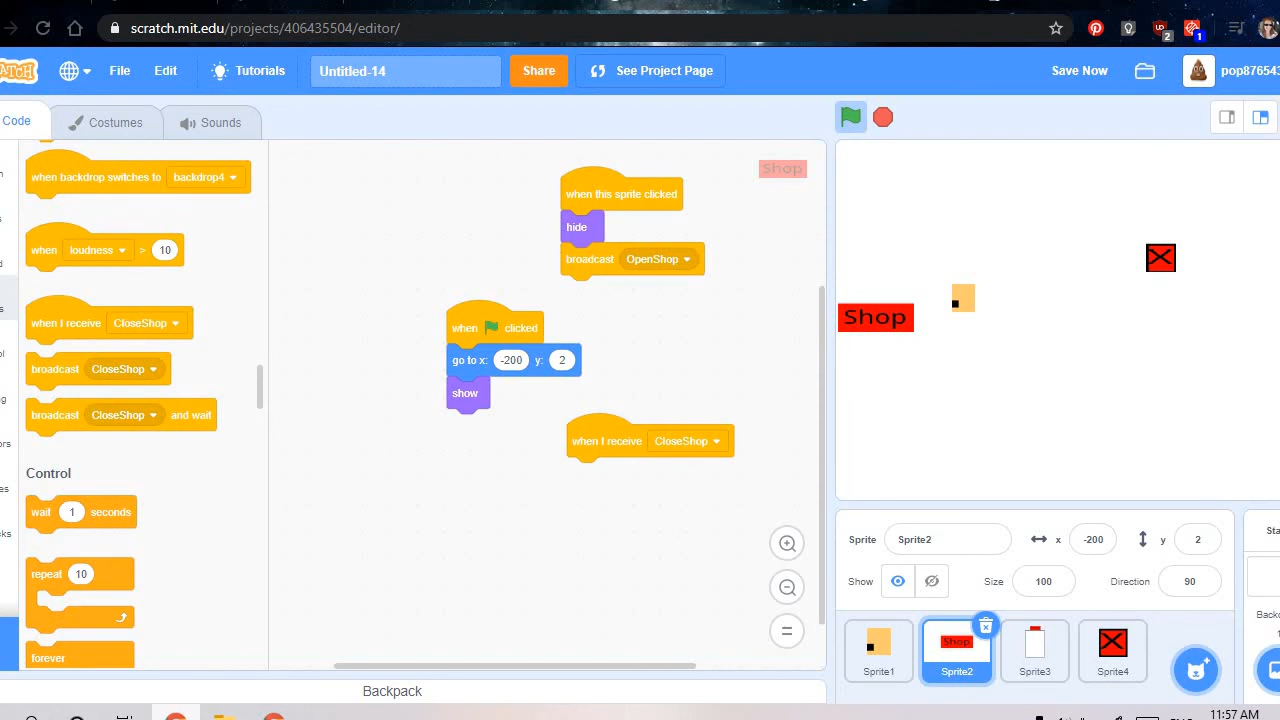 scratch.mit.edu/projects/406435504/editor/
2
1
File
Edit
Tutorials
Untitled-14
Share
See Project Page
Save Now
pop876543
Code
Costumes
Sounds
when backdrop switches to backdrop4
when loudness > 10
when I receive CloseShop
broadcast CloseShop
broadcast CloseShop and wait
Control
wait 1 seconds
repeat 10
forever
Shop
when this sprite clicked
hide
broadcast OpenShop
when clicked
go to x: -200 y: 2
show
when I receive CloseShop
=
Backpack
Shop
Sprite Sprite2 x -200 y 2
Show Size 100 Direction 90
Sprite1
Shop
Sprite2
Sprite3
Sprite4
11:57 AM